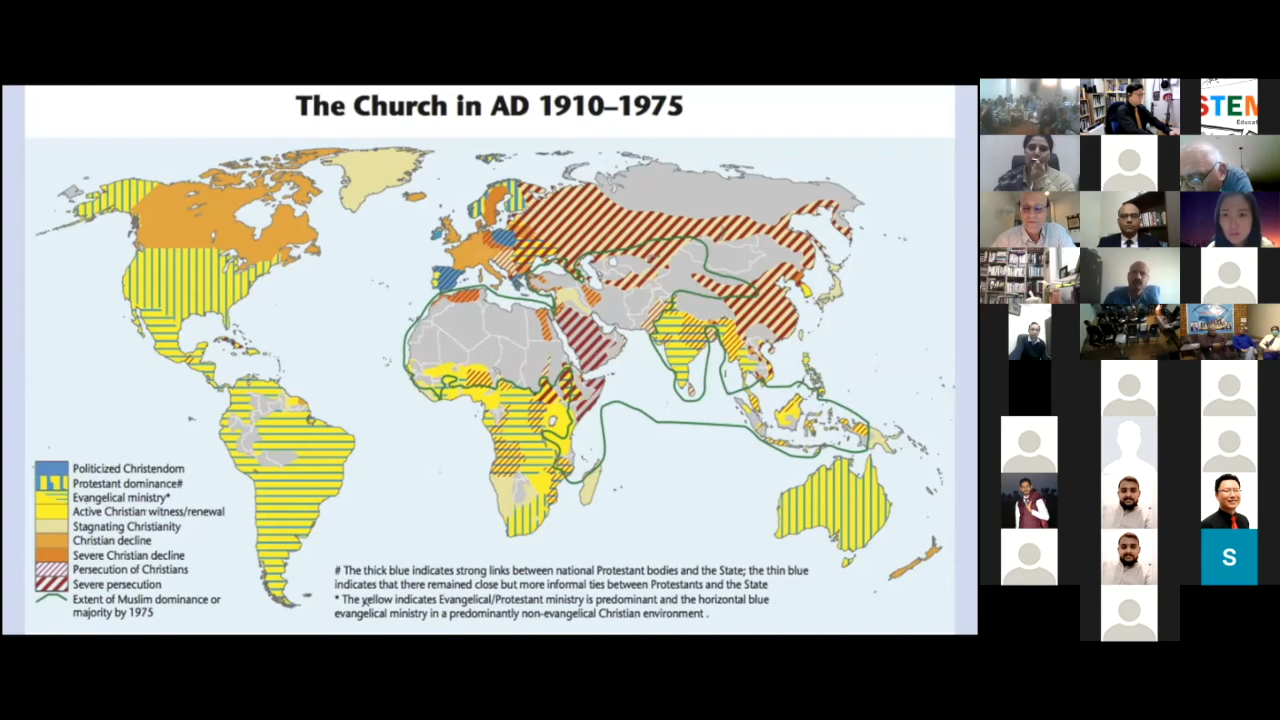 The Church in AD 1910–1975
Politicized Christendom
Protestant dominance#
Evangelical ministry*
Active Christian witness/renewal
Stagnating Christianity
Christian decline
Severe Christian decline
Persecution of Christians
Severe persecution
Extent of Muslim dominance or
majority by 1975
# The thick blue indicates strong links between national Protestant bodies and the State; the thin blue
indicates that there remained close but more informal ties between Protestants and the State
* The yellow indicates Evangelical/Protestant ministry is predominant and the horizontal blue
evangelical ministry in a predominantly non-evangelical Christian environment .
STEM
Educat
S